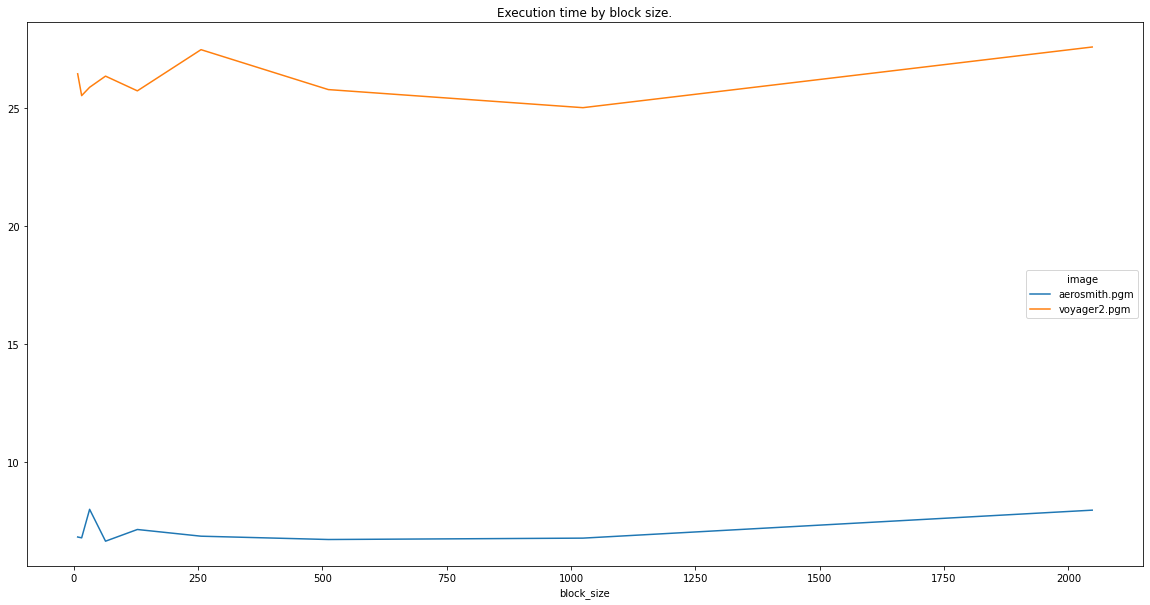 Execution time by block size.
25
20
15
10
image
aerosmith.pgm
voyager2.pgm
0 250 500 750 1000 1250 1500 1750 2000
block_size